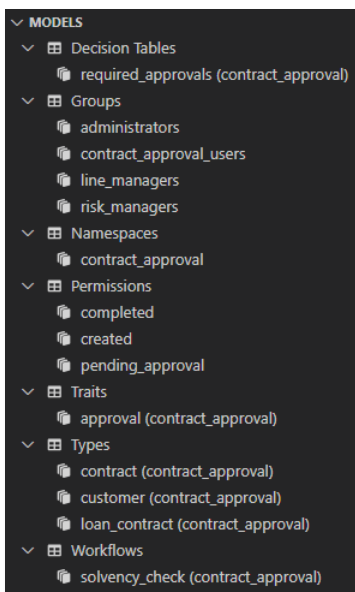 MODELS
Decision Tables
required_approvals (contract_approval)
Groups
administrators
contract_approval_users
line_managers
risk_managers
Namespaces
contract_approval
Permissions
completed
created
pending_approval
Traits
approval (contract_approval)
Types
contract (contract_approval)
customer (contract_approval)
loan_contract (contract_approval)
Workflows
solvency_check (contract_approval)